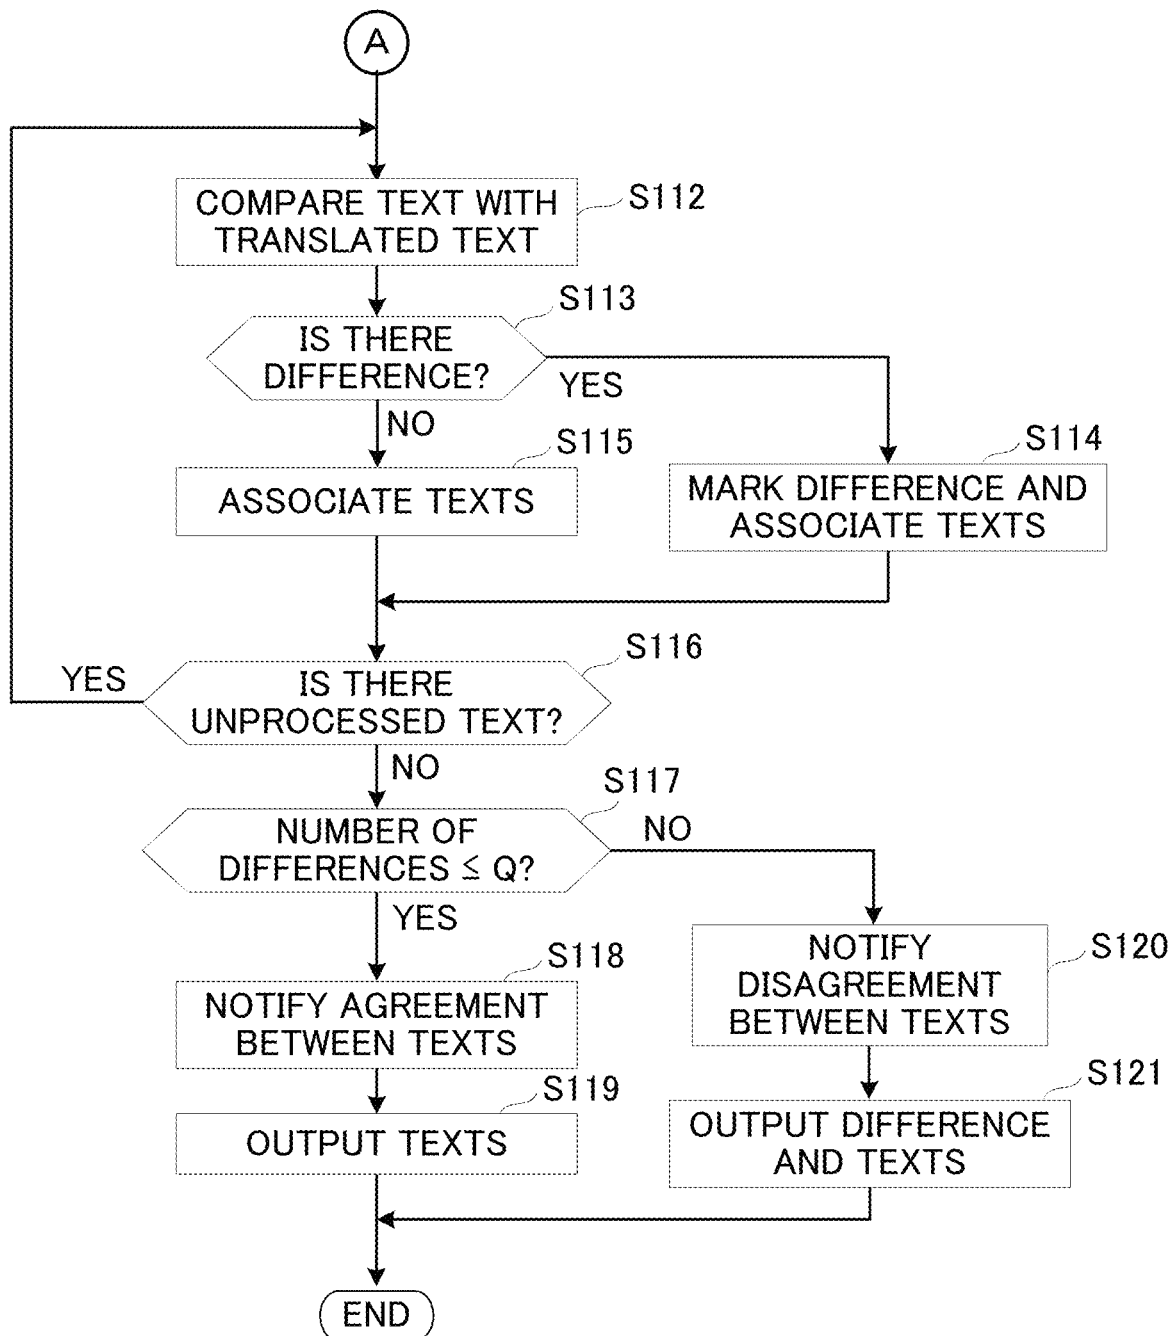 A
COMPARE TEXT WITH
TRANSLATED TEXT
S112
IS THERE
DIFFERENCE?
S113
YES
NO
ASSOCIATE TEXTS
S115
MARK DIFFERENCE AND
ASSOCIATE TEXTS
S114
IS THERE
UNPROCESSED TEXT?
S116
YES
NO
NUMBER OF
DIFFERENCES ≦ Q?
S117
NO
YES
NOTIFY AGREEMENT
BETWEEN TEXTS
S118
NOTIFY
DISAGREEMENT
BETWEEN TEXTS
S120
OUTPUT TEXTS
S119
OUTPUT DIFFERENCE
AND TEXTS
S121
END